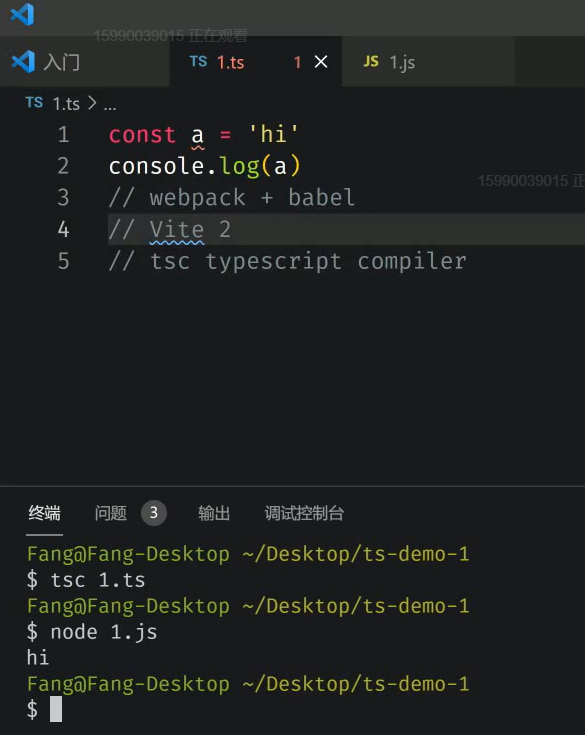 15990039015 正在观看
入门 TS 1.ts 1 JS 1.js
TS 1.ts > ...
1 const a = 'hi'
2 console.log(a)
15990039015 正
3 // webpack + babel
4 // Vite 2
5 // tsc typescript compiler
终端 问题 3 输出 调试控制台
Fang@Fang-Desktop ~/Desktop/ts-demo-1
$ tsc 1.ts
Fang@Fang-Desktop ~/Desktop/ts-demo-1
$ node 1.js
hi
Fang@Fang-Desktop ~/Desktop/ts-demo-1
$